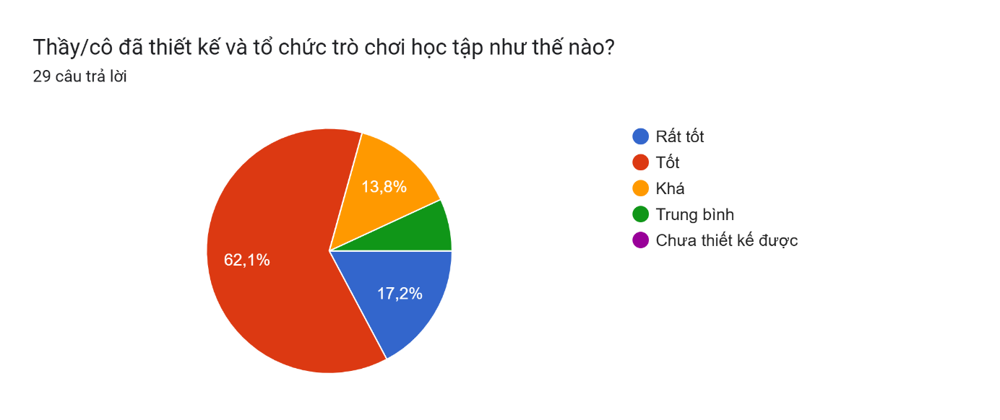 Thầy/cô đã thiết kế và tổ chức trò chơi học tập như thế nào?
29 câu trả lời
13,8%
62,1%
17,2%
Rất tốt
Tốt
Khá
Trung bình
Chưa thiết kế được